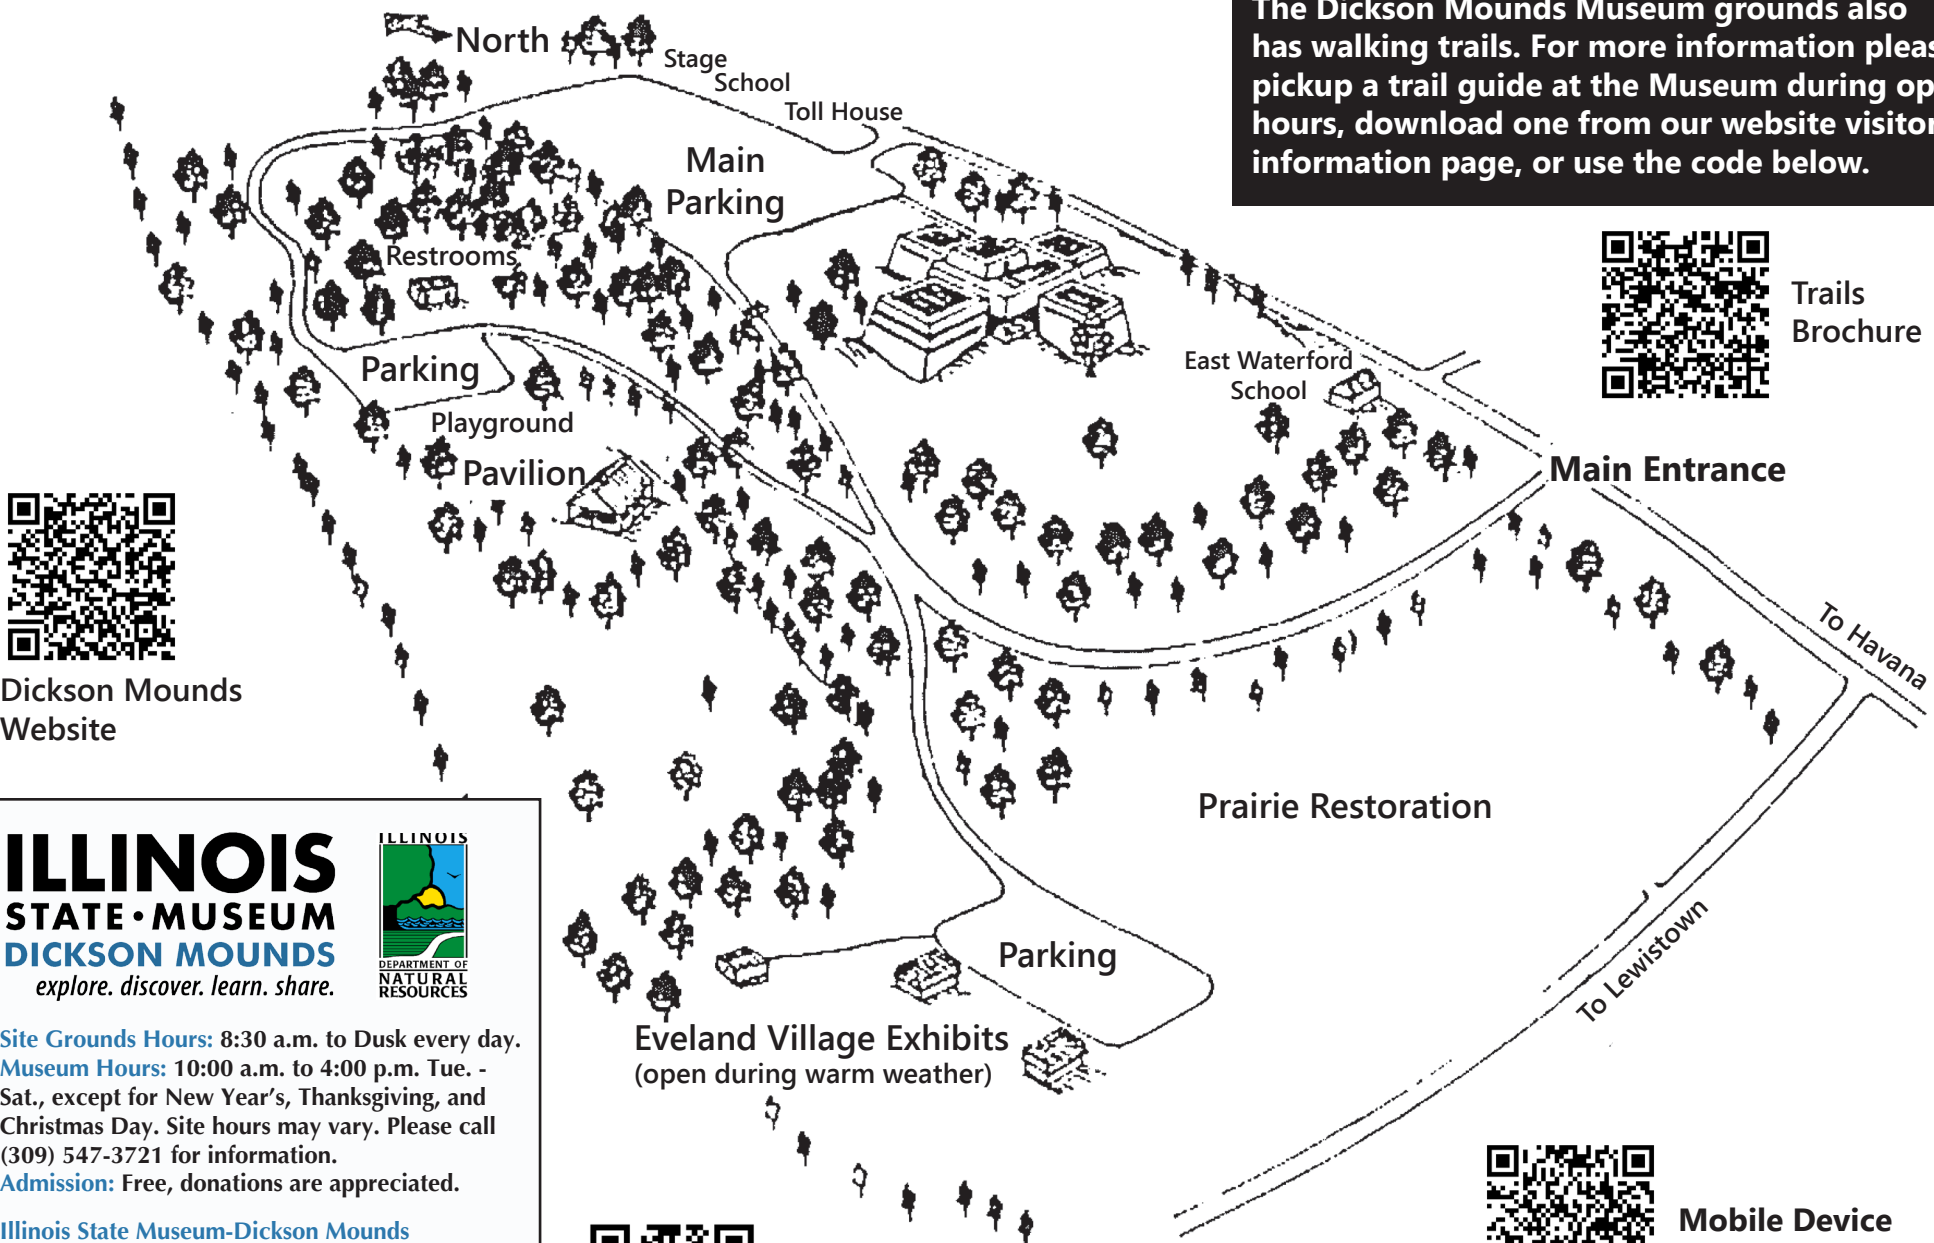 The Dickson Mounds Museum grounds also
has walking trails. For more information
pickup a trail guide at the Museum during
hours, download one from our website
information page, or use the code below.
North
Stage
School
Toll House
Main
Parking
Restrooms
Parking
Playground
Pavilion
East Waterford
School
Main Entrance
Trails
Brochure
To Havana
To Lewistown
Prairie Restoration
Parking
Eveland Village Exhibits
(open during warm weather)
Dickson Mounds
Website
ILLINOIS
STATE•MUSEUM
DICKSON MOUNDS
explore. discover. learn. share.
ILLINOIS
DEPARTMENT OF
NATURAL
RESOURCES
Site Grounds Hours: 8:30 a.m. to Dusk every day.
Museum Hours: 10:00 a.m. to 4:00 p.m. Tue. -
Sat., except for New Year's, Thanksgiving, and
Christmas Day. Site hours may vary. Please call
(309) 547-3721 for information.
Admission: Free, donations are appreciated.
Illinois State Museum-Dickson Mounds
Mobile Device